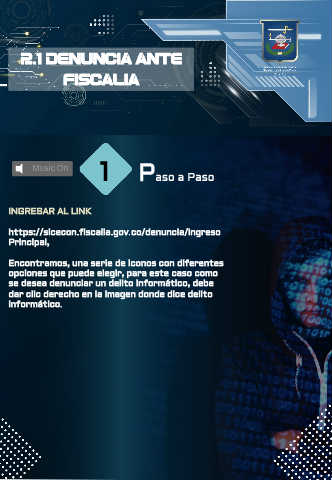 2.1 DENUNCIA ANTE
FISCALIA
Music On
1
Paso a Paso
INGRESAR AL LINK
https://sicecon.fiscalia.gov.co/denuncia/ingreso
Principal,
Encontramos, una serie de iconos con diferentes
opciones que puede elegir, para este caso como
se desea denunciar un delito informático, debe
dar clic derecho en la imagen donde dice delito
informático.